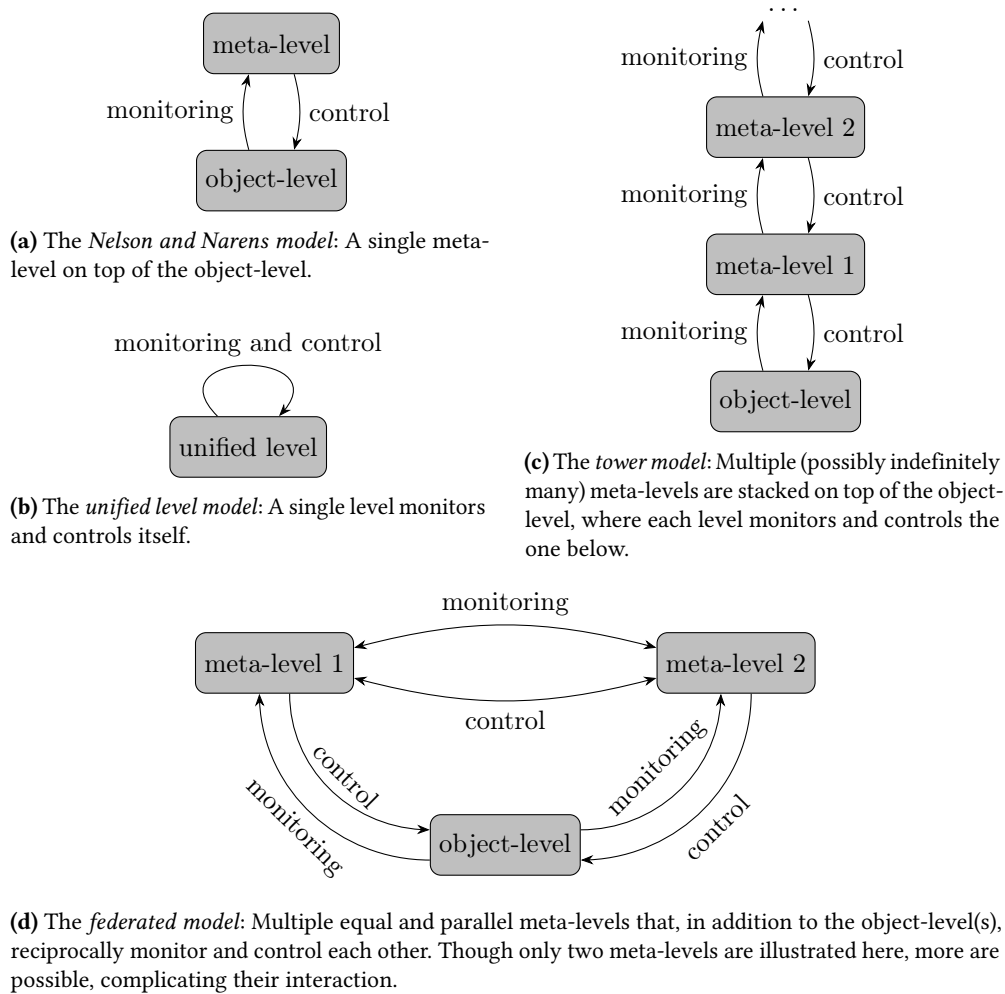 meta-level
monitoring
control
object-level
(a) The Nelson and Narens model: A single meta-
level on top of the object-level.
monitoring and control
unified level
(b) The unified level model: A single level monitors
and controls itself.
...
monitoring
control
meta-level 2
monitoring
control
meta-level 1
monitoring
control
object-level
(c) The tower model: Multiple (possibly indefinitely
many) meta-levels are stacked on top of the object-
level, where each level monitors and controls the
one below.
monitoring
meta-level 1
meta-level 2
control
control
monitoring
monitoring
control
object-level
(d) The federated model: Multiple equal and parallel meta-levels that, in addition to the object-level(s),
reciprocally monitor and control each other. Though only two meta-levels are illustrated here, more are
possible, complicating their interaction.